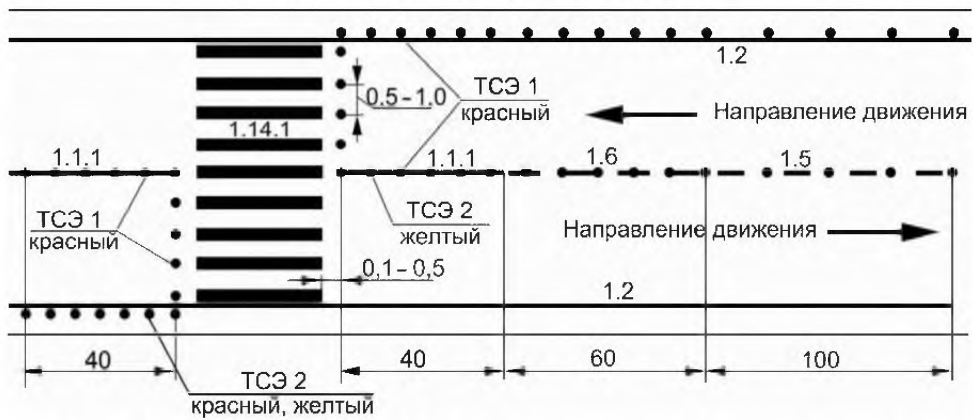 1.2
ТСЭ 1
красный
0,5–1,0
Направление движения
1.14.1
1.1.1
1.1.1
1.6
1.5
ТСЭ 1
красный
ТСЭ 2
желтый
Направление движения
0,1–0,5
1.2
40
40
60
100
ТСЭ 2
красный, желтый